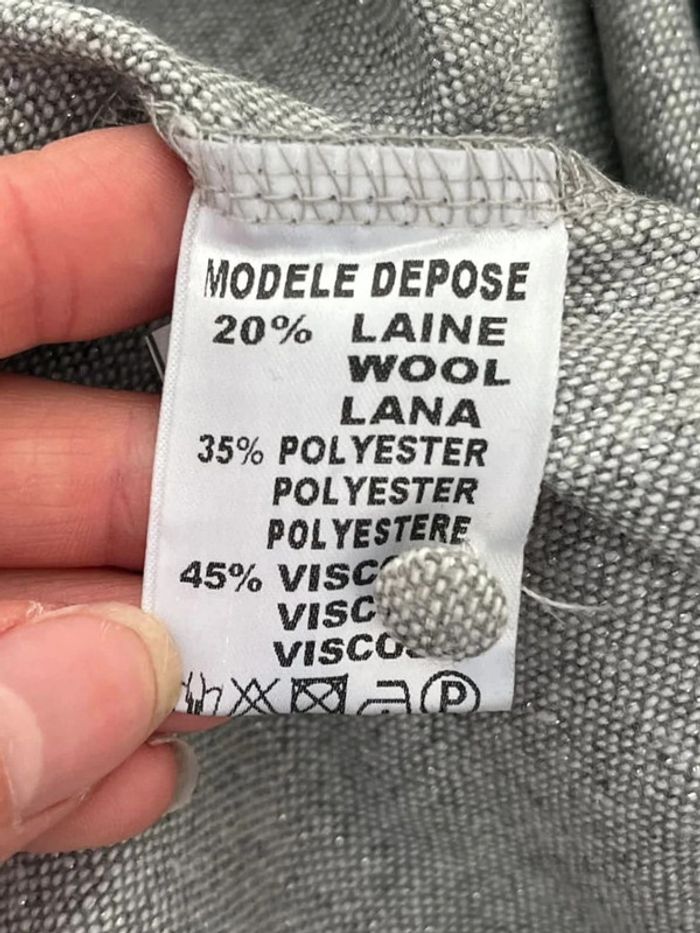 MODELE DEPOSE
20% LAINE
WOOL
LANA
35% POLYESTER
POLYESTER
POLYESTERE
45%
P